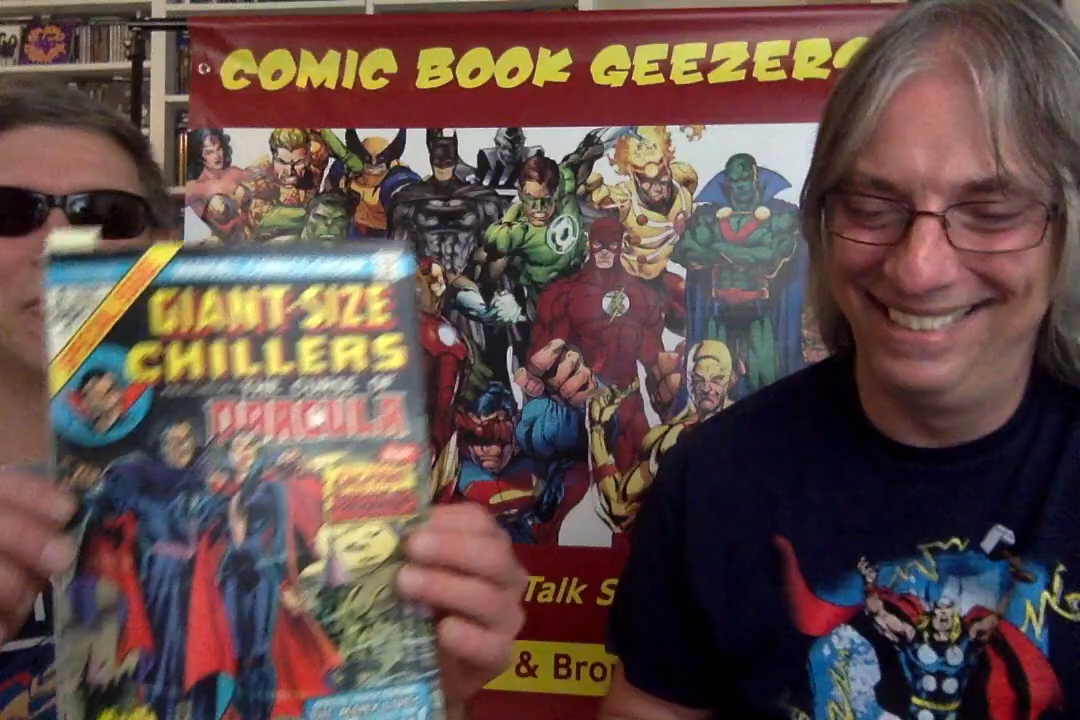 COMIC BOOK GEEZERS
GIANT-SIZE
CHILLERS
THE CURSE OF
DRACULA
Talk S
& Bro